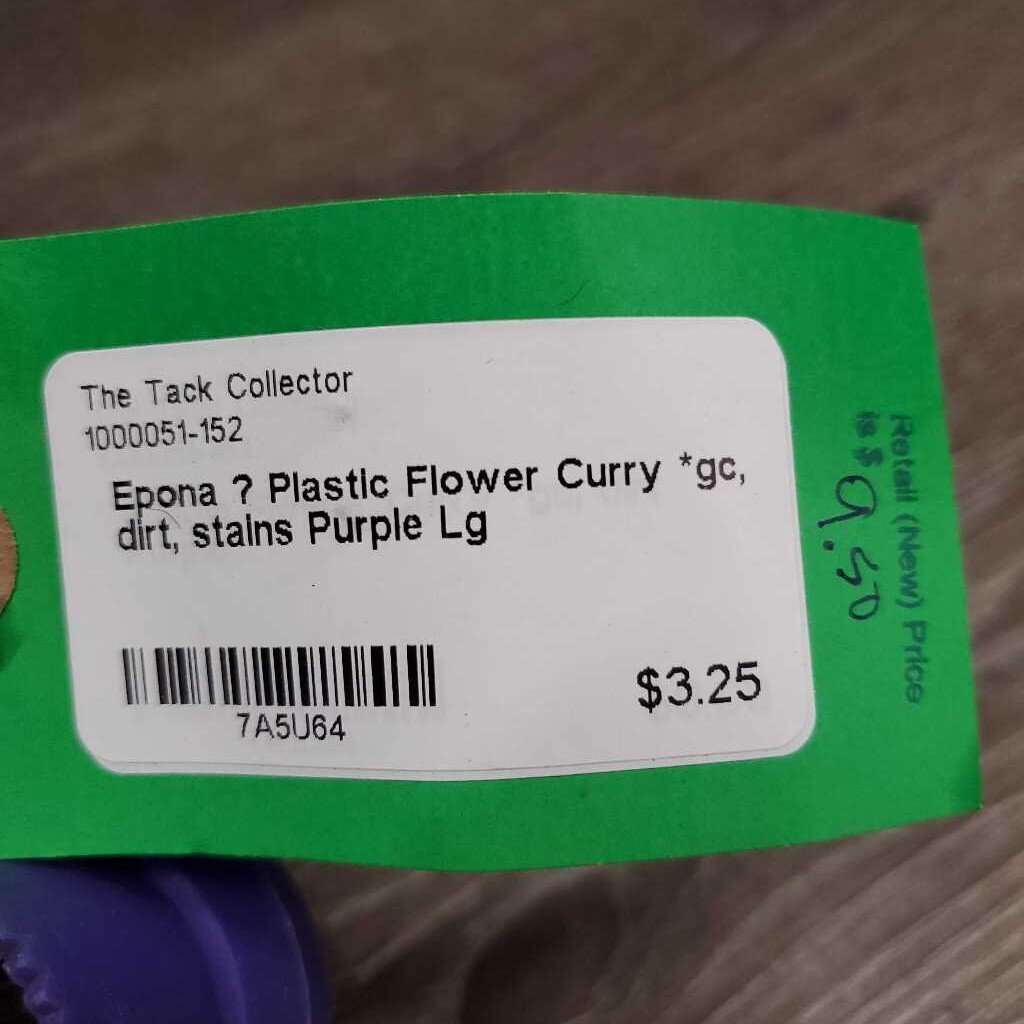 The Tack Collector
1000051-152
Epona ? Plastic Flower Curry *gc,
dirt, stains Purple Lg
7A5U64
$3.25
Retail (New) Price
is $ 9.50